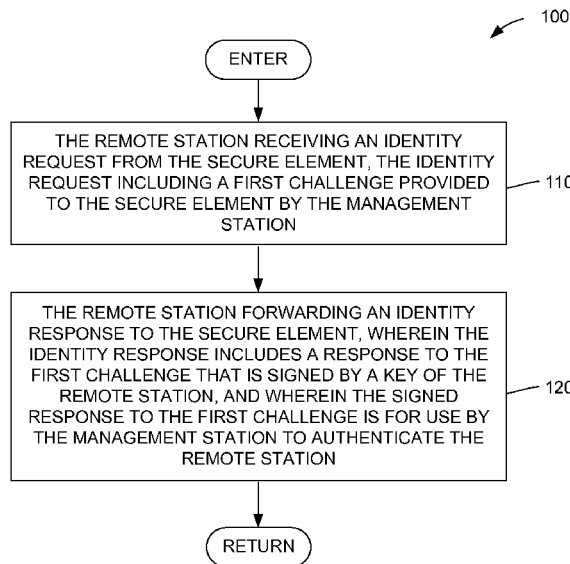 100
ENTER
THE REMOTE STATION RECEIVING AN IDENTITY
REQUEST FROM THE SECURE ELEMENT, THE IDENTITY
REQUEST INCLUDING A FIRST CHALLENGE PROVIDED
TO THE SECURE ELEMENT BY THE MANAGEMENT
STATION
110
THE REMOTE STATION FORWARDING AN IDENTITY
RESPONSE TO THE SECURE ELEMENT, WHEREIN THE
IDENTITY RESPONSE INCLUDES A RESPONSE TO THE
FIRST CHALLENGE THAT IS SIGNED BY A KEY OF THE
REMOTE STATION, AND WHEREIN THE SIGNED
RESPONSE TO THE FIRST CHALLENGE IS FOR USE BY
THE MANAGEMENT STATION TO AUTHENTICATE THE
REMOTE STATION
120
RETURN